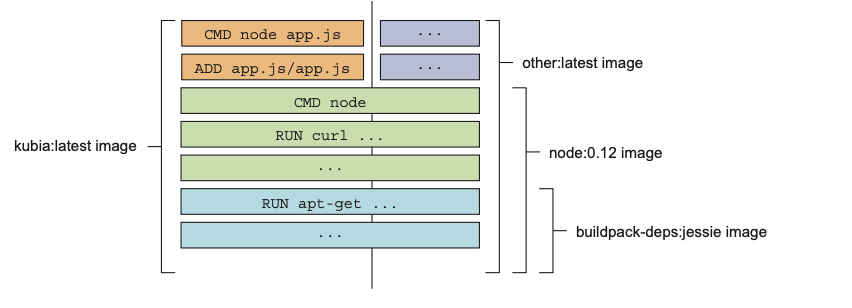 CMD node app.js
...
ADD app.js/app.js
...
other:latest image
CMD node
RUN curl ...
kubia:latest image
node:0.12 image
...
RUN apt-get ...
buildpack-deps:jessie image
...